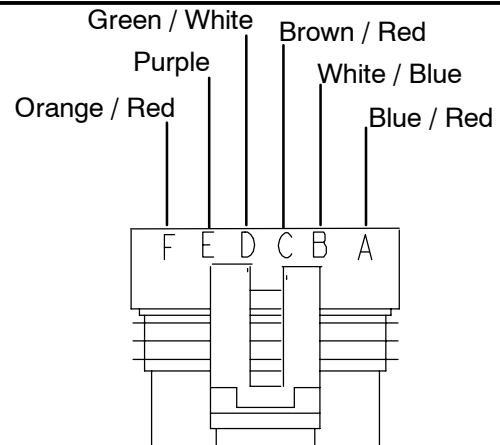 Green / White
Brown / Red
Purple
White / Blue
Orange / Red
Blue / Red
F E D C B A